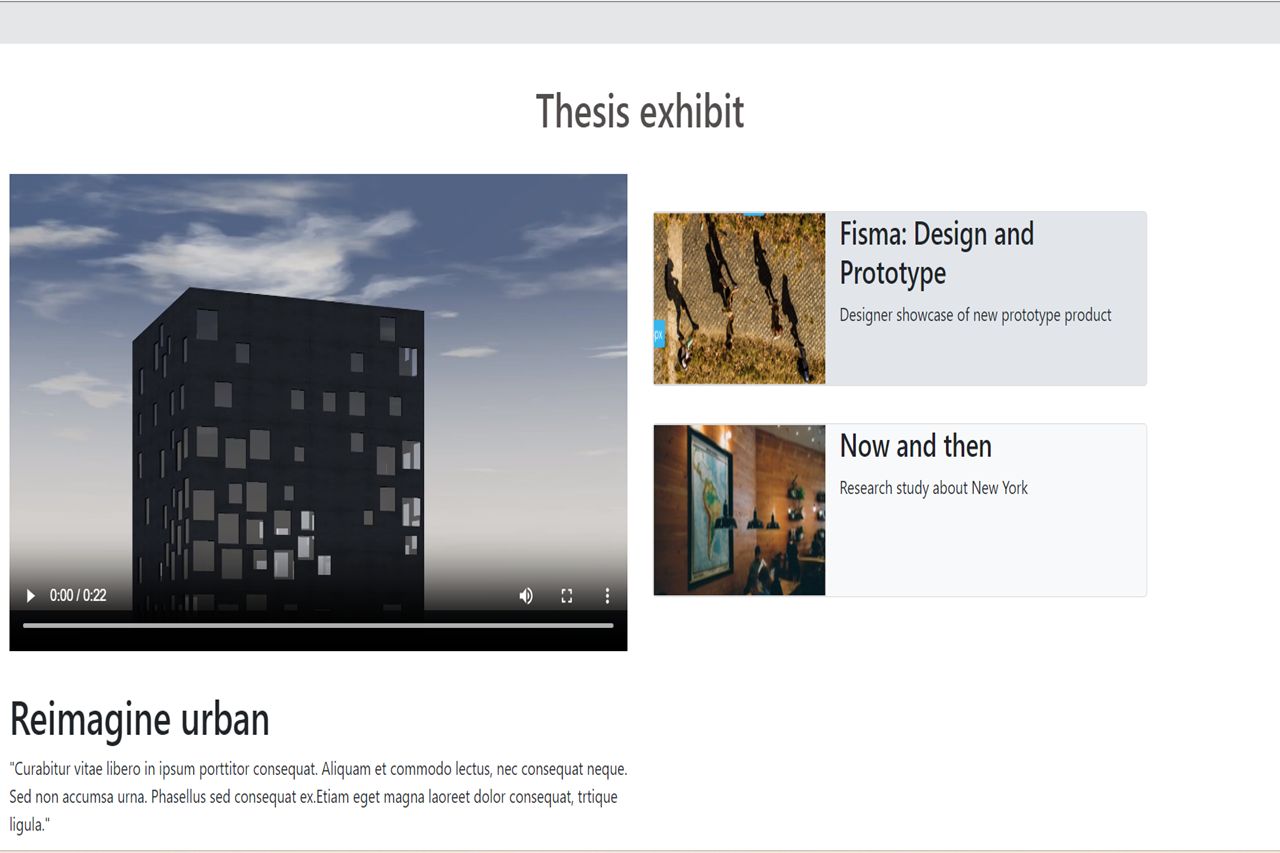 Thesis exhibit
Fisma: Design and
Prototype
Designer showcase of new prototype product
px
Now and then
Research study about New York
0:00 / 0:22
Reimagine urban
"Curabitur vitae libero in ipsum porttitor consequat. Aliquam et commodo lectus, nec consequat neque.
Sed non accumsa urna. Phasellus sed consequat ex.Etiam eget magna laoreet dolor consequat, trtique
ligula."